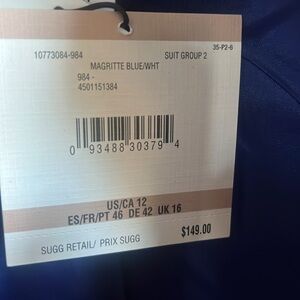 35-P2-6
10773084-984 SUIT GROUP 2
MAGRITTE BLUE/WHT
984 -
4501151384
0 93488 30379 4
US/CA 12
ES/FR/PT 46 DE 42 UK 16
$149.00
SUGG RETAIL/ PRIX SUGG